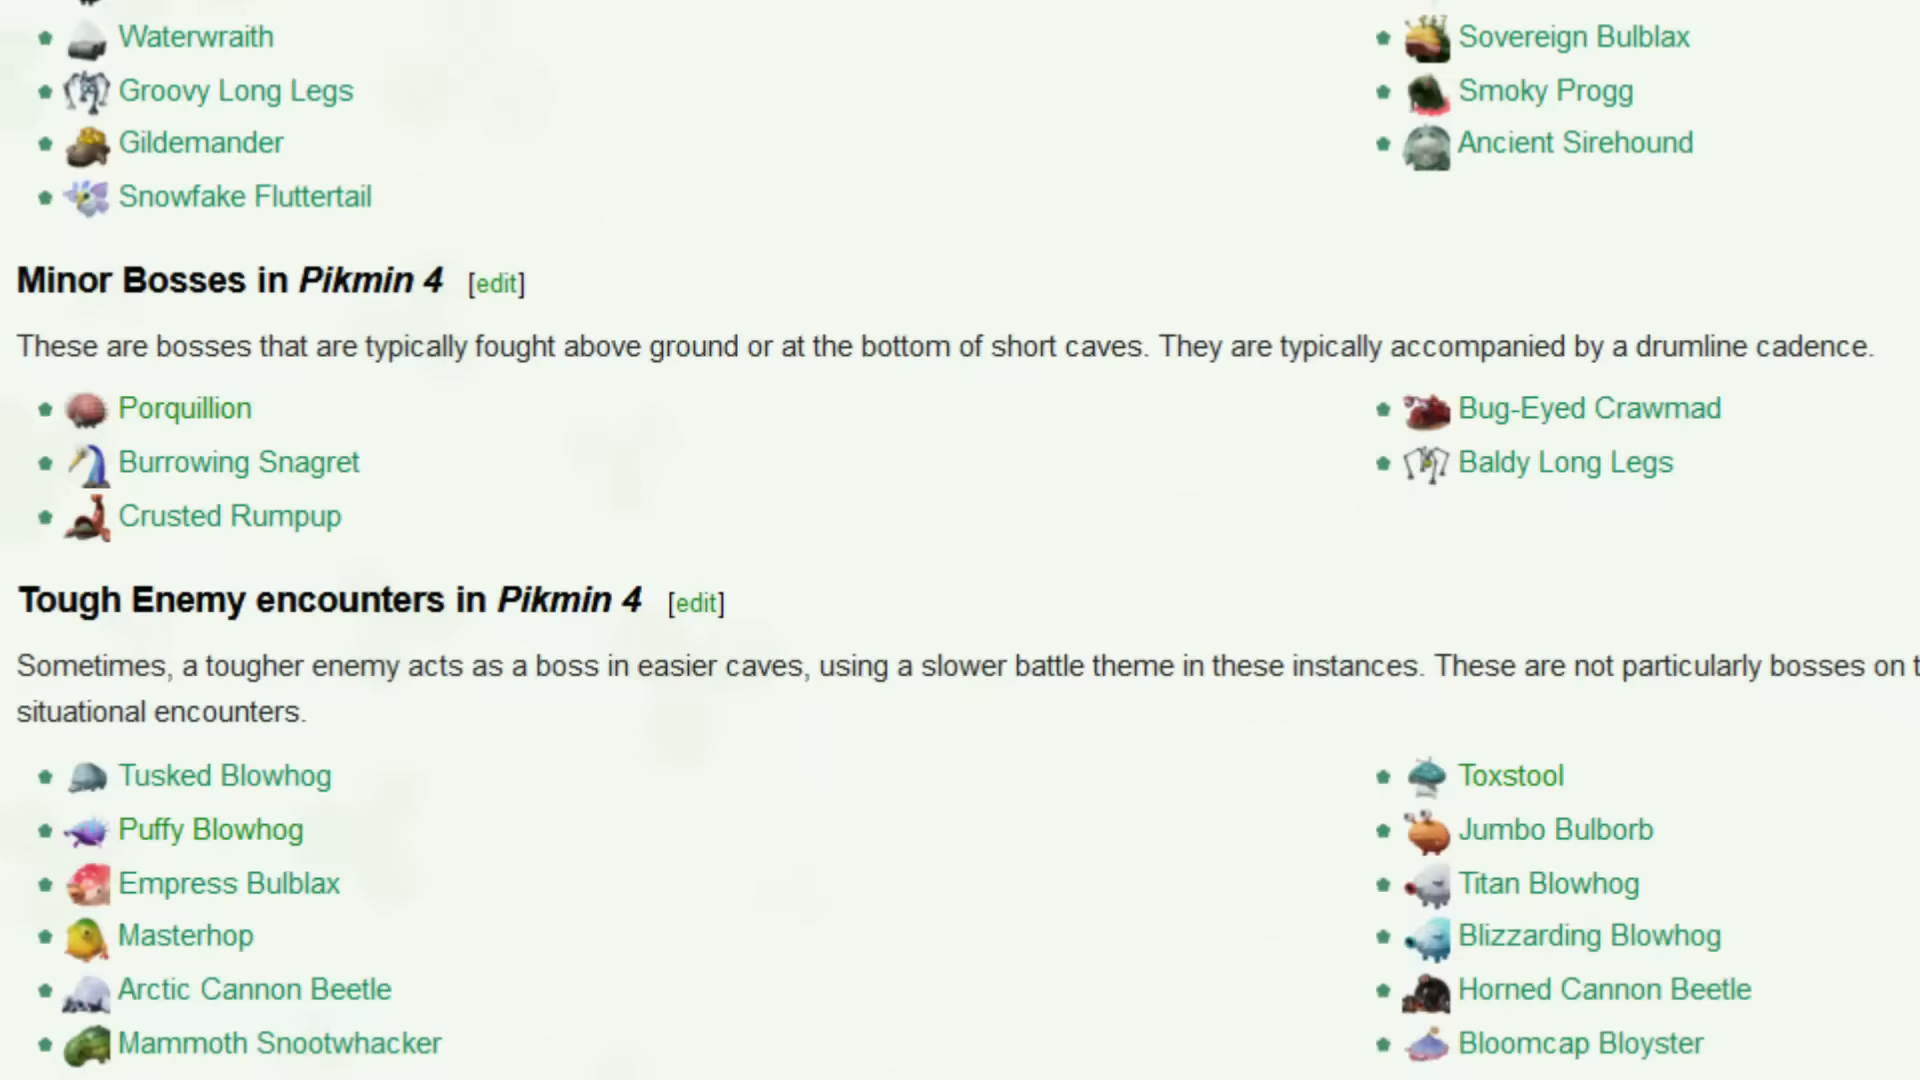 Waterwraith
Groovy Long Legs
Gildemander
Snowfake Fluttertail
Sovereign Bulblax
Smoky Progg
Ancient Sirehound
Minor Bosses in Pikmin 4 [edit]
These are bosses that are typically fought above ground or at the bottom of short caves. They are typically accompanied by a drumline cadence.
Porquillion
Burrowing Snagret
Crusted Rumpup
Bug-Eyed Crawmad
Baldy Long Legs
Tough Enemy encounters in Pikmin 4 [edit]
Sometimes, a tougher enemy acts as a boss in easier caves, using a slower battle theme in these instances. These are not particularly bosses on
situational encounters.
Tusked Blowhog
Puffy Blowhog
Empress Bulblax
Masterhop
Arctic Cannon Beetle
Mammoth Snootwhacker
Toxstool
Jumbo Bulborb
Titan Blowhog
Blizzarding Blowhog
Horned Cannon Beetle
Bloomcap Bloyster